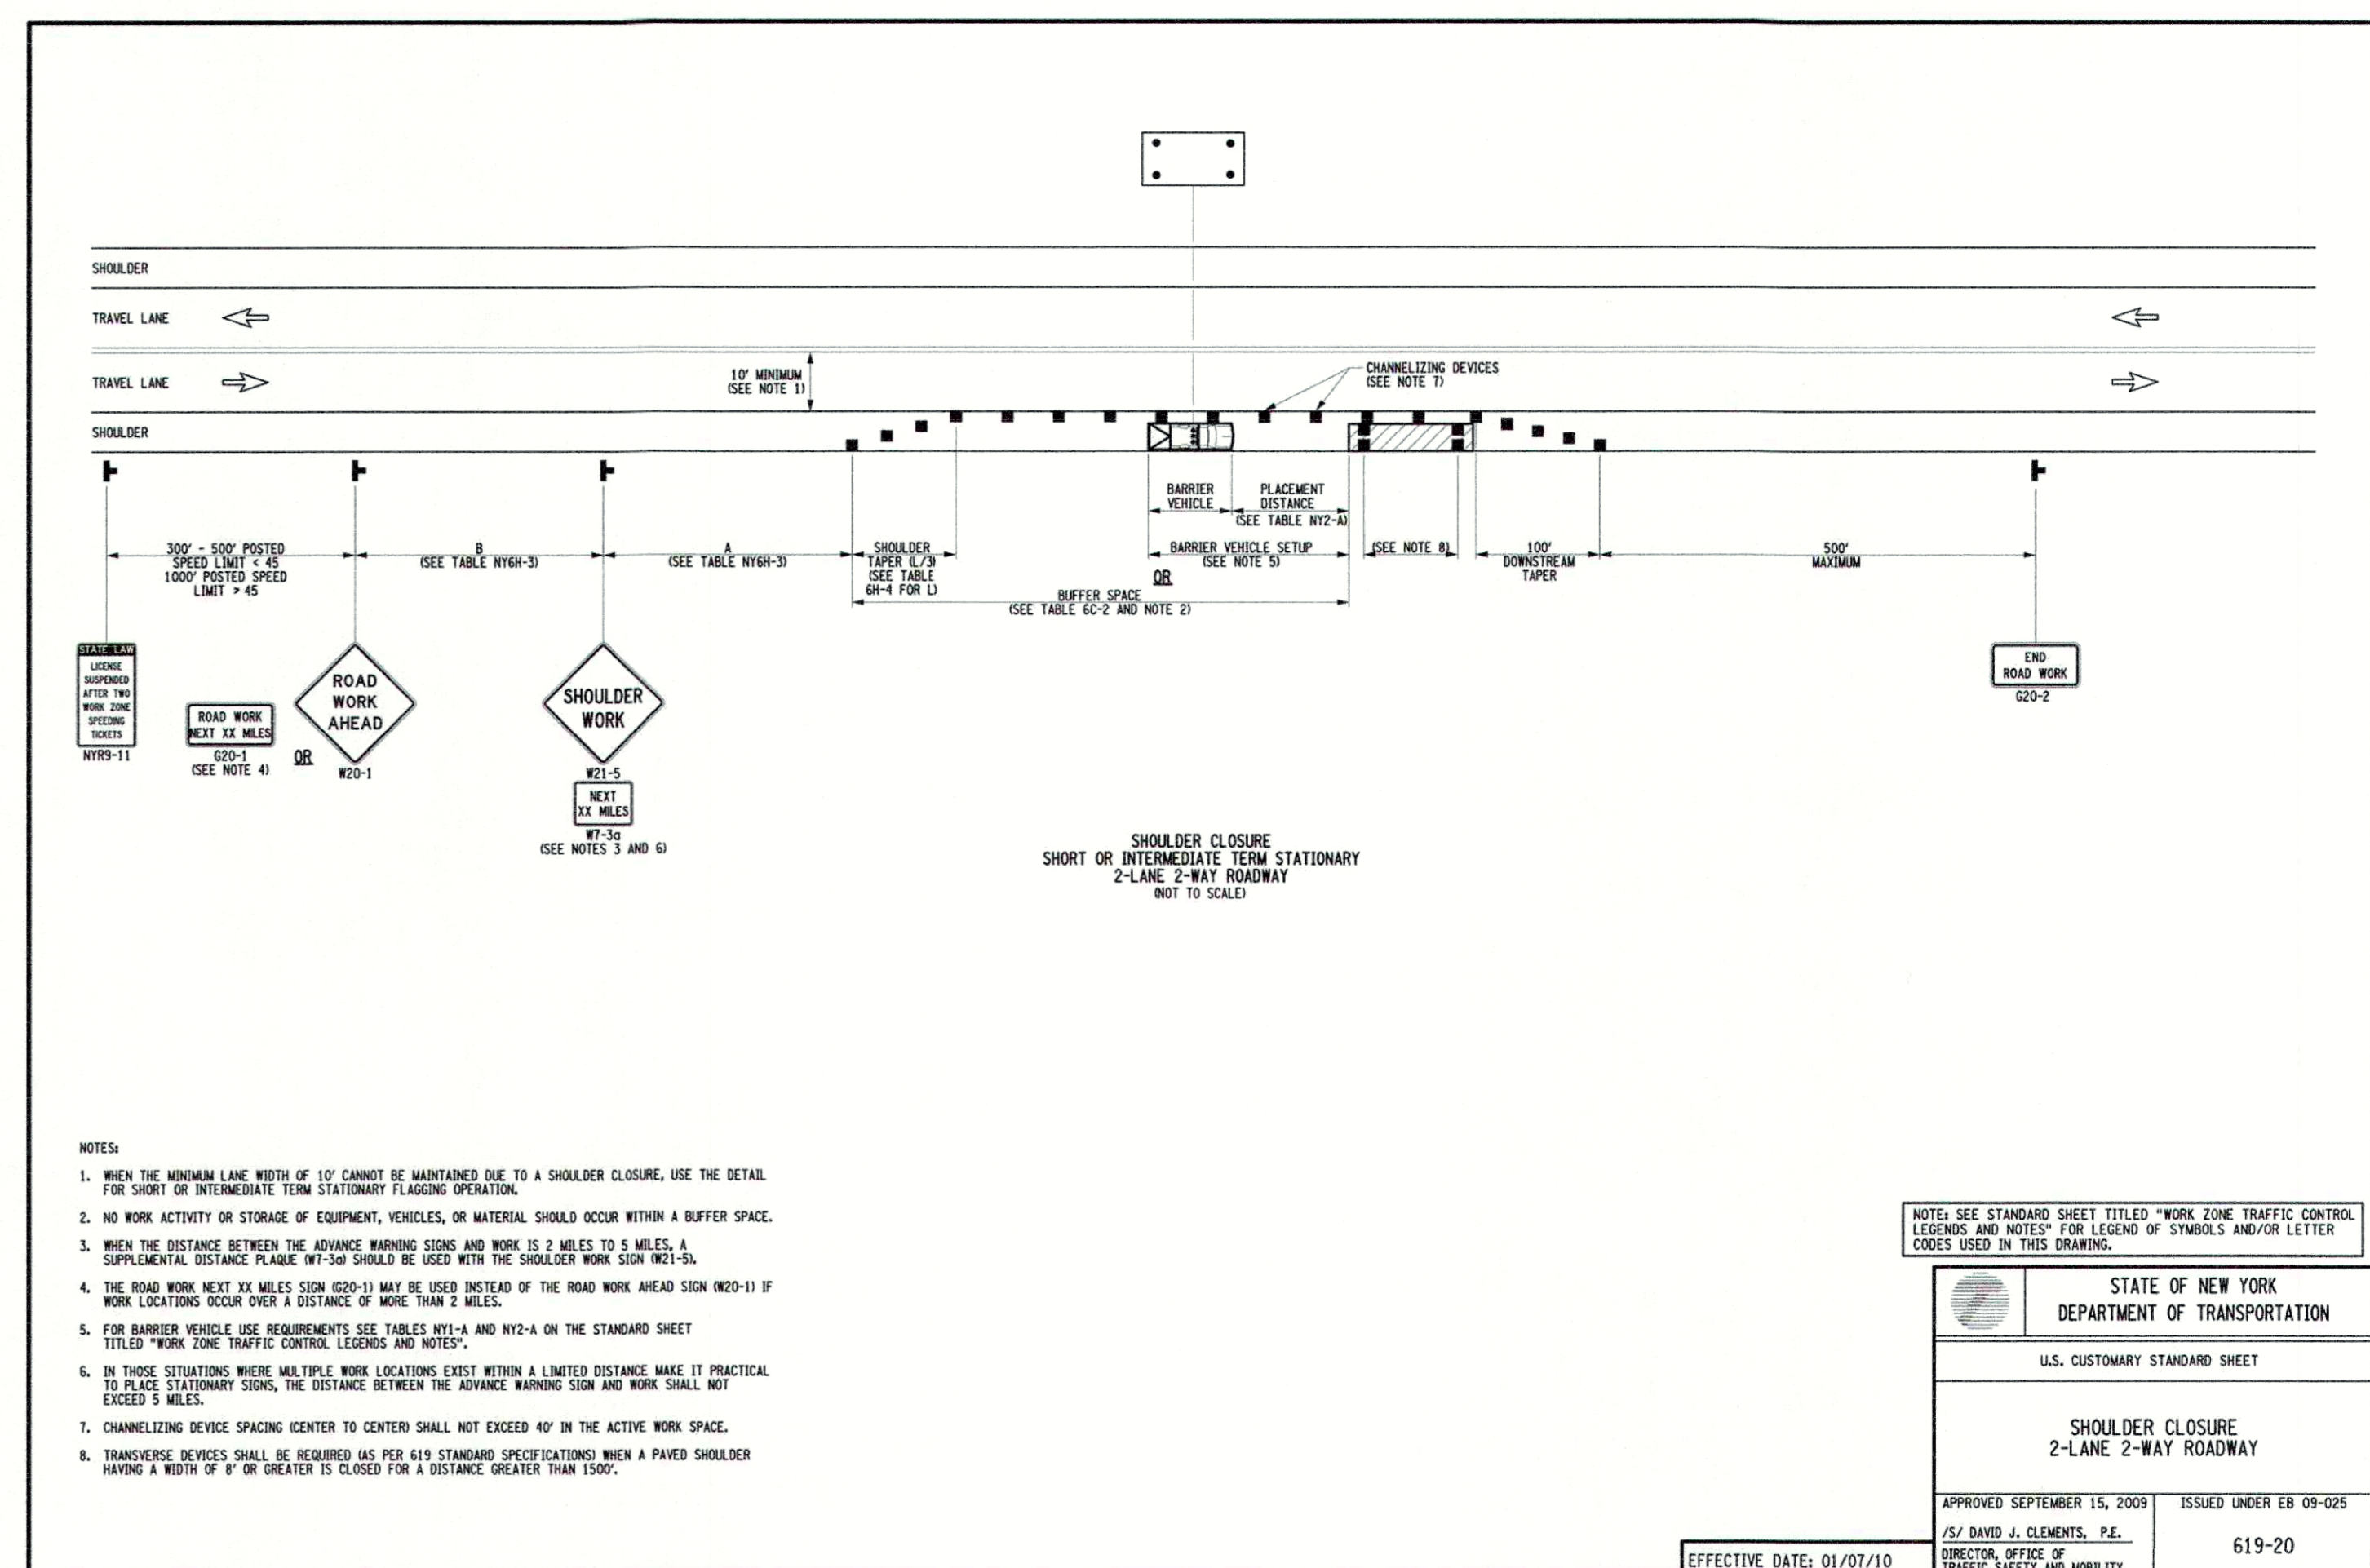 SHOULDER
TRAVEL LANE
TRAVEL LANE
10' MINIMUM
(SEE NOTE 1)
CHANNELIZING DEVICES
(SEE NOTE 7)
SHOULDER
BARRIER
VEHICLE
PLACEMENT
DISTANCE
(SEE TABLE NY2-A)
300' - 500' POSTED
SPEED LIMIT < 45
1000' POSTED SPEED
LIMIT > 45
B
(SEE TABLE NY6H-3)
A
(SEE TABLE NY6H-3)
SHOULDER
TAPER (L/3)
(SEE TABLE
6H-4 FOR L)
BARRIER VEHICLE SETUP
(SEE NOTE 5)
OR
BUFFER SPACE
(SEE TABLE 6C-2 AND NOTE 2)
(SEE NOTE 8)
100'
DOWNSTREAM
TAPER
500'
MAXIMUM
STATE LAW
LICENSE
SUSPENDED
AFTER TWO
WORK ZONE
SPEEDING
TICKETS
NYR9-11
ROAD WORK
NEXT XX MILES
G20-1
(SEE NOTE 4)
OR
ROAD
WORK
AHEAD
W20-1
SHOULDER
WORK
W21-5
NEXT
XX MILES
W7-3a
(SEE NOTES 3 AND 6)
END
ROAD WORK
G20-2
SHOULDER CLOSURE
SHORT OR INTERMEDIATE TERM STATIONARY
2-LANE 2-WAY ROADWAY
(NOT TO SCALE)
NOTES:
1. WHEN THE MINIMUM LANE WIDTH OF 10' CANNOT BE MAINTAINED DUE TO A SHOULDER CLOSURE, USE THE DETAIL
FOR SHORT OR INTERMEDIATE TERM STATIONARY FLAGGING OPERATION.
2. NO WORK ACTIVITY OR STORAGE OF EQUIPMENT, VEHICLES, OR MATERIAL SHOULD OCCUR WITHIN A BUFFER SPACE.
3. WHEN THE DISTANCE BETWEEN THE ADVANCE WARNING SIGNS AND WORK IS 2 MILES TO 5 MILES, A
SUPPLEMENTAL DISTANCE PLAQUE (W7-3a) SHOULD BE USED WITH THE SHOULDER WORK SIGN (W21-5).
4. THE ROAD WORK NEXT XX MILES SIGN (G20-1) MAY BE USED INSTEAD OF THE ROAD WORK AHEAD SIGN (W20-1) IF
WORK LOCATIONS OCCUR OVER A DISTANCE OF MORE THAN 2 MILES.
5. FOR BARRIER VEHICLE USE REQUIREMENTS SEE TABLES NY1-A AND NY2-A ON THE STANDARD SHEET
TITLED "WORK ZONE TRAFFIC CONTROL LEGENDS AND NOTES".
6. IN THOSE SITUATIONS WHERE MULTIPLE WORK LOCATIONS EXIST WITHIN A LIMITED DISTANCE MAKE IT PRACTICAL
TO PLACE STATIONARY SIGNS, THE DISTANCE BETWEEN THE ADVANCE WARNING SIGN AND WORK SHALL NOT
EXCEED 5 MILES.
7. CHANNELIZING DEVICE SPACING (CENTER TO CENTER) SHALL NOT EXCEED 40' IN THE ACTIVE WORK SPACE.
8. TRANSVERSE DEVICES SHALL BE REQUIRED (AS PER 619 STANDARD SPECIFICATIONS) WHEN A PAVED SHOULDER
HAVING A WIDTH OF 8' OR GREATER IS CLOSED FOR A DISTANCE GREATER THAN 1500'.
NOTE: SEE STANDARD SHEET TITLED "WORK ZONE TRAFFIC CONTROL
LEGENDS AND NOTES" FOR LEGEND OF SYMBOLS AND/OR LETTER
CODES USED IN THIS DRAWING.
STATE OF NEW YORK
DEPARTMENT OF TRANSPORTATION
U.S. CUSTOMARY STANDARD SHEET
SHOULDER CLOSURE
2-LANE 2-WAY ROADWAY
APPROVED SEPTEMBER 15, 2009
ISSUED UNDER EB 09-025
/S/ DAVID J. CLEMENTS, P.E.
DIRECTOR, OFFICE OF
TRAFFIC SAFETY AND MOBILITY
619-20
EFFECTIVE DATE: 01/07/10